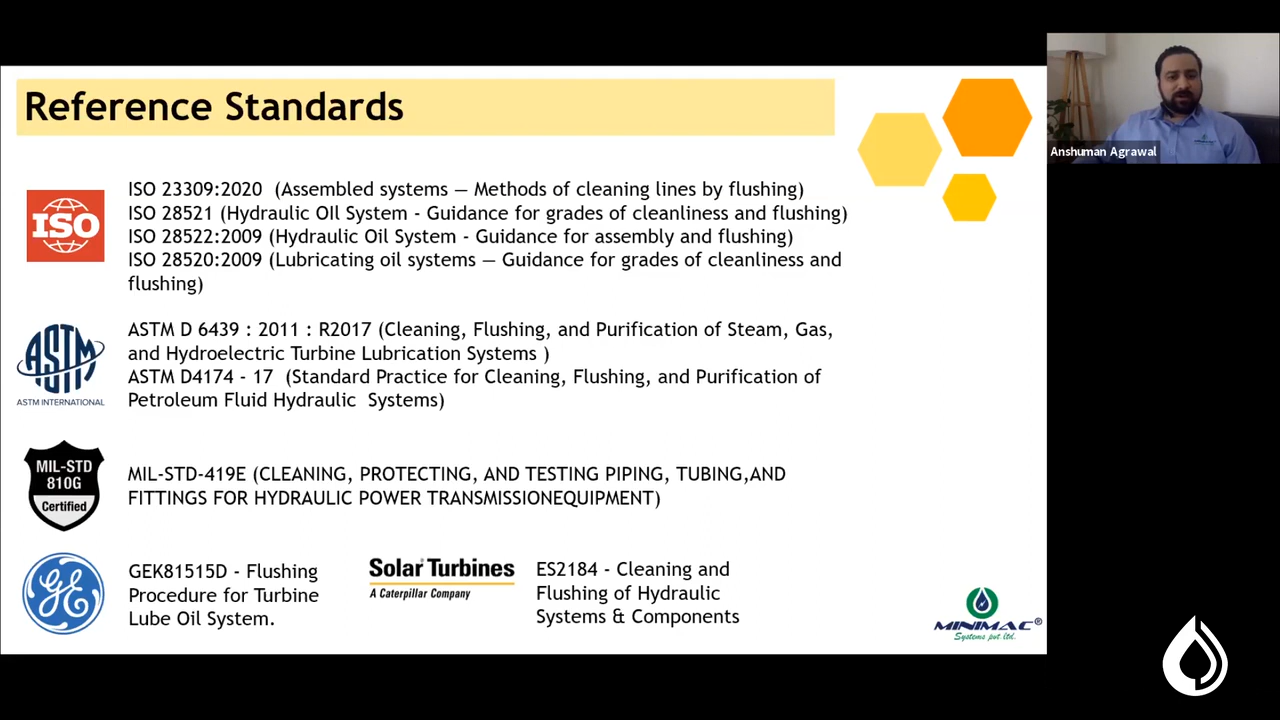 Reference Standards
Anshuman Agrawal
ISO
ISO 23309:2020 (Assembled systems — Methods of cleaning lines by flushing)
ISO 28521 (Hydraulic OIL System - Guidance for grades of cleanliness and flushing)
ISO 28522:2009 (Hydraulic Oil System - Guidance for assembly and flushing)
ISO 28520:2009 (Lubricating oil systems — Guidance for grades of cleanliness and
flushing)
ASTM
ASTM INTERNATIONAL
ASTM D 6439 : 2011 : R2017 (Cleaning, Flushing, and Purification of Steam, Gas,
and Hydroelectric Turbine Lubrication Systems )
ASTM D4174 - 17 (Standard Practice for Cleaning, Flushing, and Purification of
Petroleum Fluid Hydraulic Systems)
MIL-STD
810G
Certified
MIL-STD-419E (CLEANING, PROTECTING, AND TESTING PIPING, TUBING,AND
FITTINGS FOR HYDRAULIC POWER TRANSMISSIONEQUIPMENT)
GE
GEK81515D - Flushing
Procedure for Turbine
Lube Oil System.
Solar Turbines
A Caterpillar Company
ES2184 - Cleaning and
Flushing of Hydraulic
Systems & Components
MINIMAC®
Systems pvt ltd.